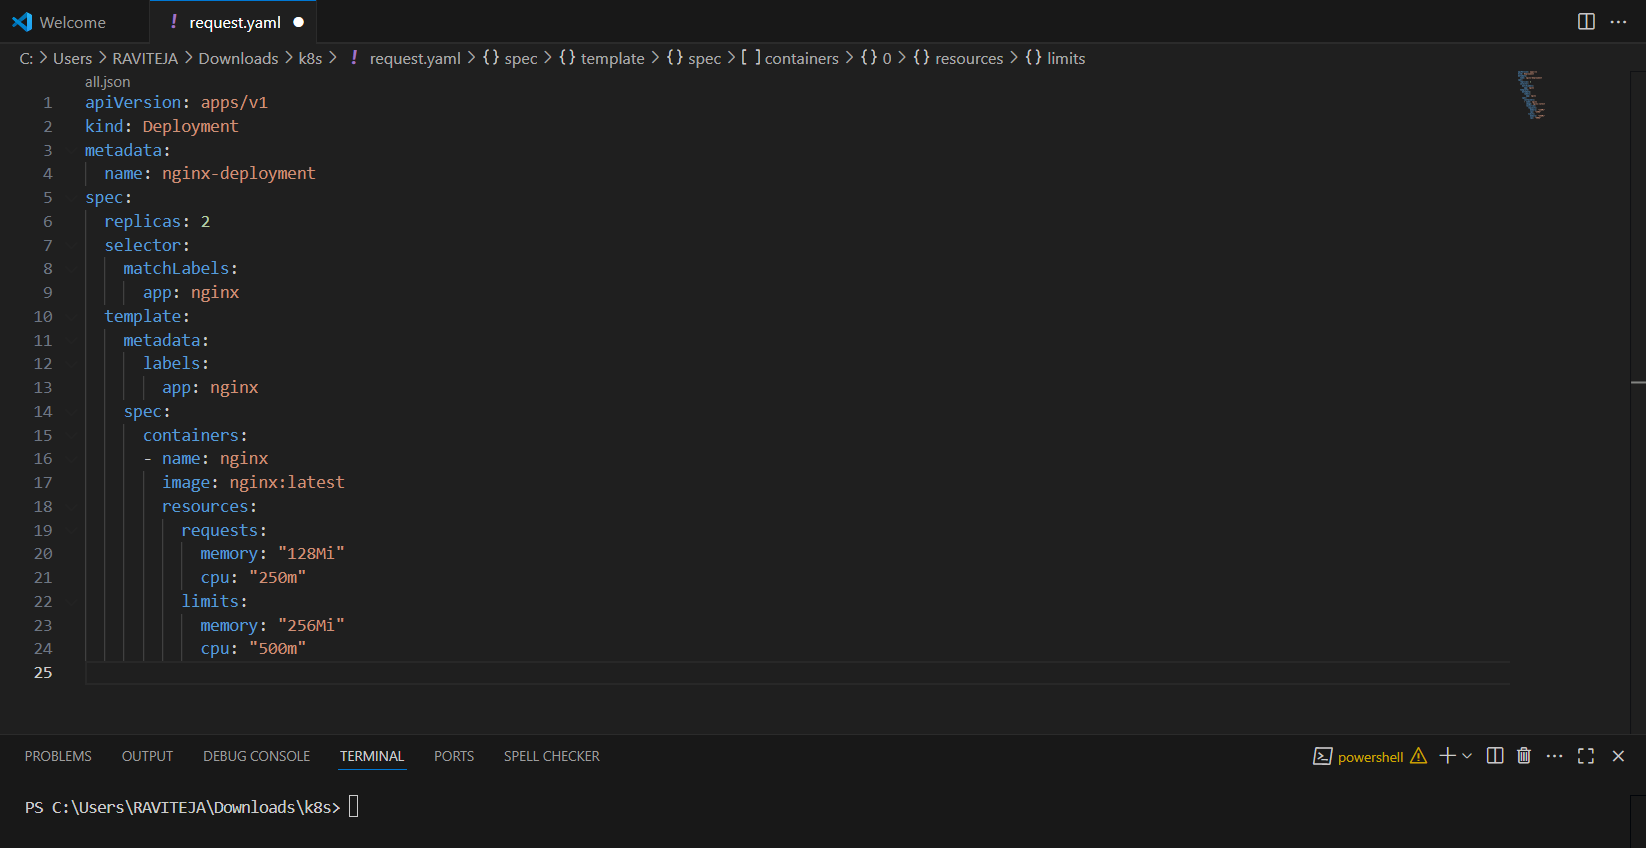 Welcome
! request.yaml
C: > Users > RAVITEJA > Downloads > k8s > ! request.yaml > {} spec > {} template > {} spec > [ ] containers > {} 0 > {} resources > {} limits
all.json
1 apiVersion: apps/v1
2 kind: Deployment
3 metadata:
4   name: nginx-deployment
5 spec:
6   replicas: 2
7   selector:
8     matchLabels:
9       app: nginx
10   template:
11     metadata:
12       labels:
13         app: nginx
14     spec:
15       containers:
16       - name: nginx
17         image: nginx:latest
18         resources:
19           requests:
20             memory: "128Mi"
21             cpu: "250m"
22           limits:
23             memory: "256Mi"
24             cpu: "500m"
25
PROBLEMS OUTPUT DEBUG CONSOLE TERMINAL PORTS SPELL CHECKER powershell
PS C:\Users\RAVITEJA\Downloads\k8s>